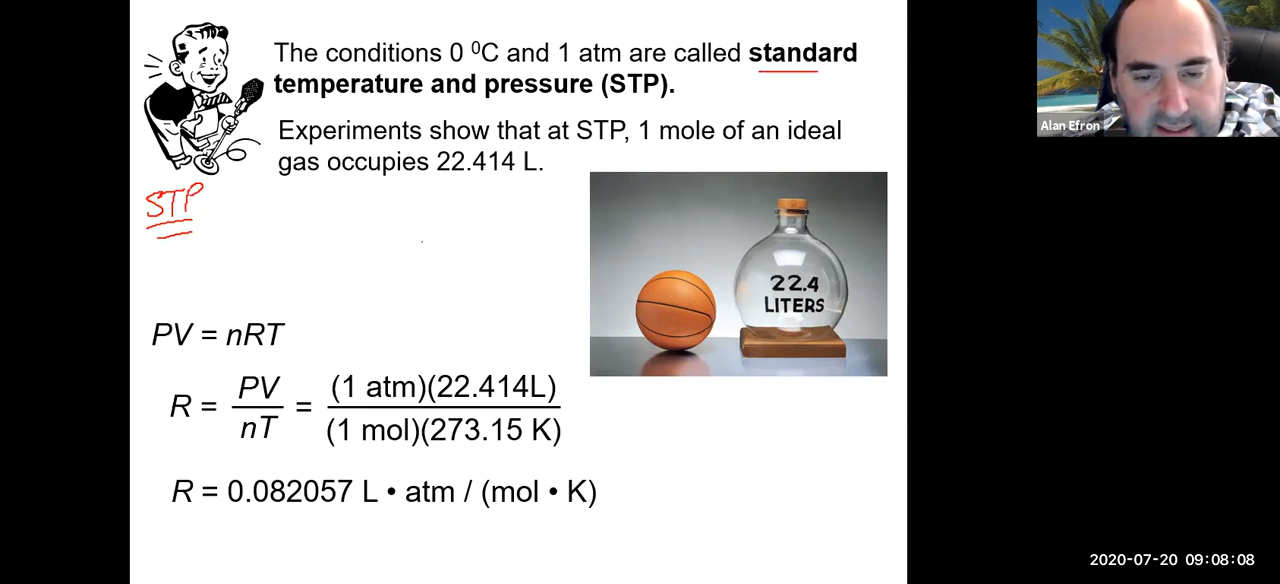 The conditions 0 ⁰C and 1 atm are called standard
temperature and pressure (STP).
Experiments show that at STP, 1 mole of an ideal
gas occupies 22.414 L.
STP
22.4
LITERS
PV = nRT
R = PV / nT = (1 atm)(22.414L) / (1 mol)(273.15 K)
R = 0.082057 L • atm / (mol • K)
Alan Efron
2020-07-20 09:08:08